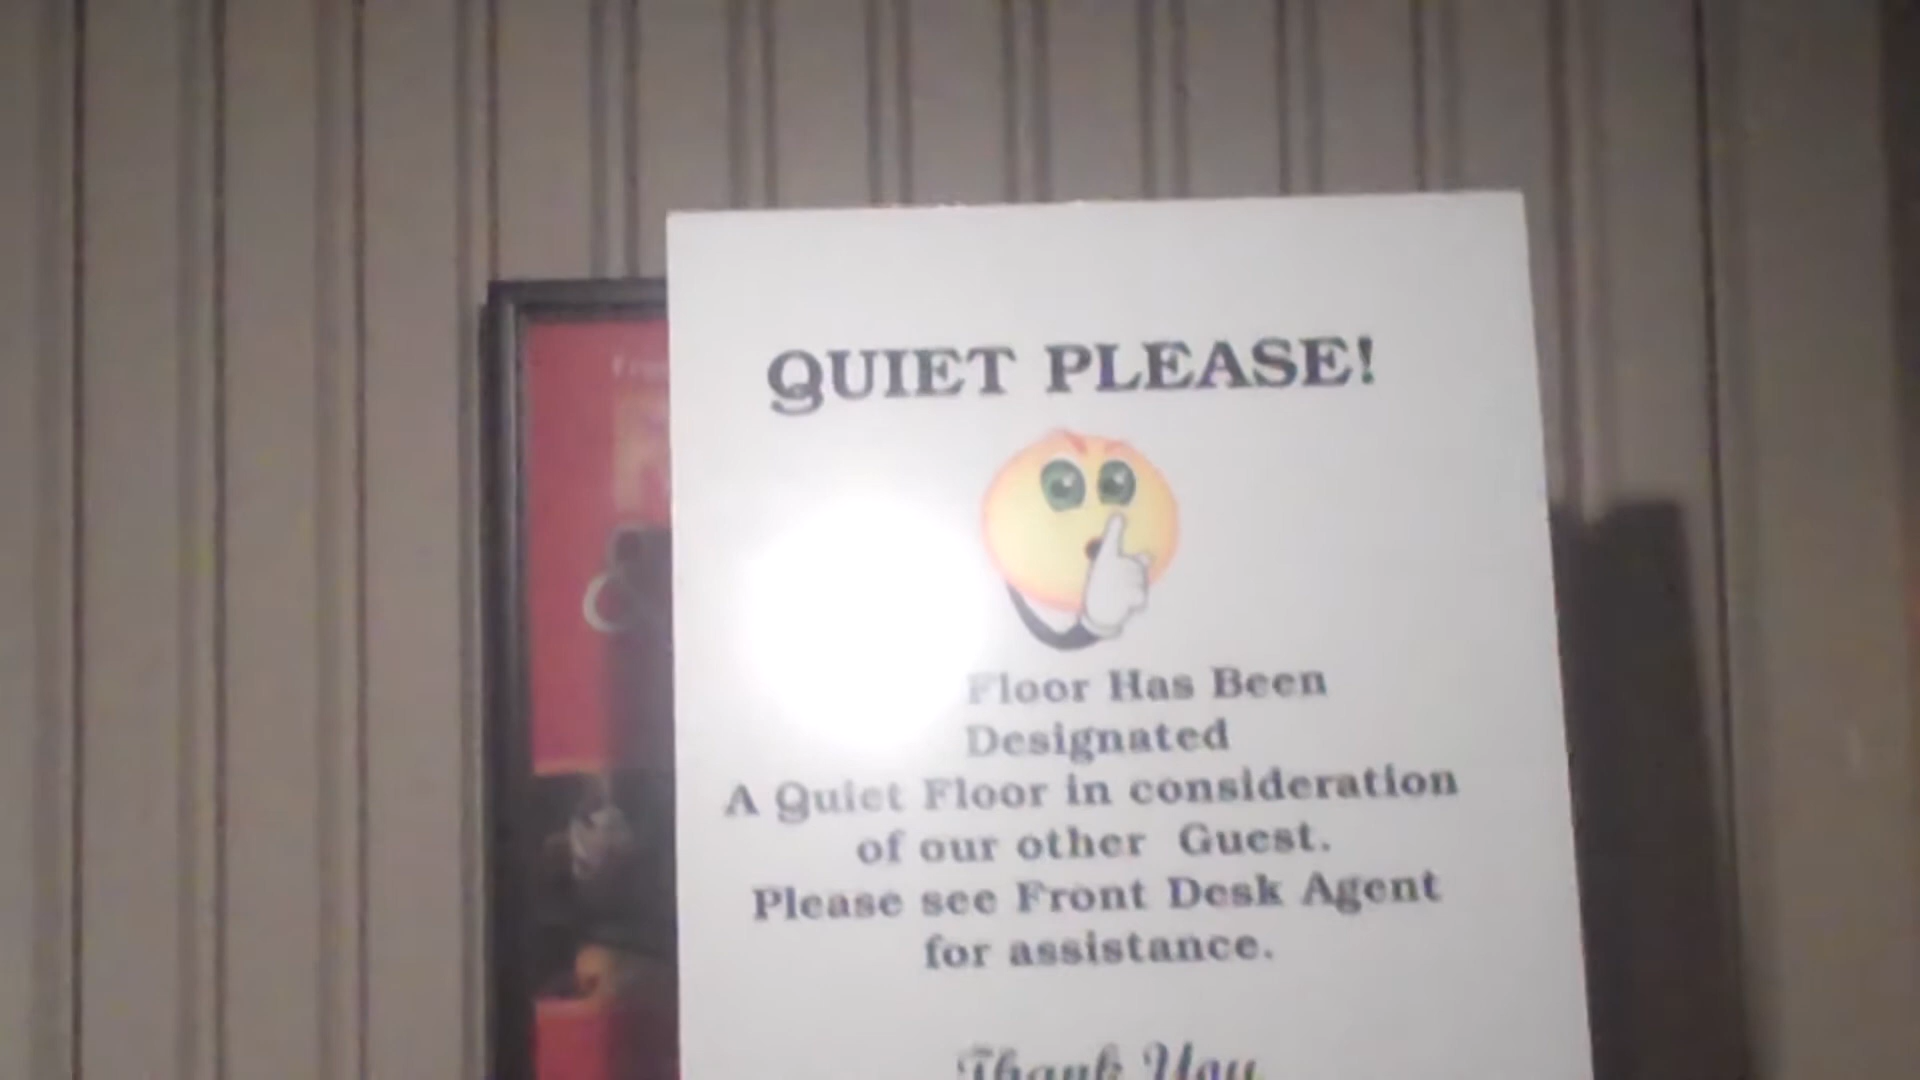 QUIET PLEASE!
Floor Has Been
Designated
A Quiet Floor in consideration
of our other Guest.
Please see Front Desk Agent
for assistance.
Thank You